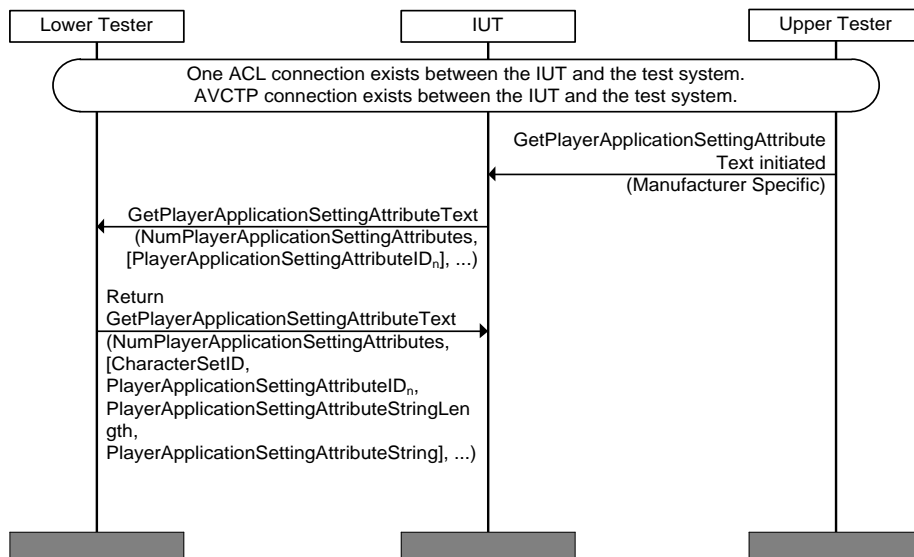 Lower Tester
IUT
Upper Tester
One ACL connection exists between the IUT and the test system.
AVCTP connection exists between the IUT and the test system.
GetPlayerApplicationSettingAttribute
Text initiated
(Manufacturer Specific)
GetPlayerApplicationSettingAttributeText
(NumPlayerApplicationSettingAttributes,
[PlayerApplicationSettingAttributeIDn], ...)
Return
GetPlayerApplicationSettingAttributeText
(NumPlayerApplicationSettingAttributes,
[CharacterSetID,
PlayerApplicationSettingAttributeIDn,
PlayerApplicationSettingAttributeStringLen
gth,
PlayerApplicationSettingAttributeString], ...)